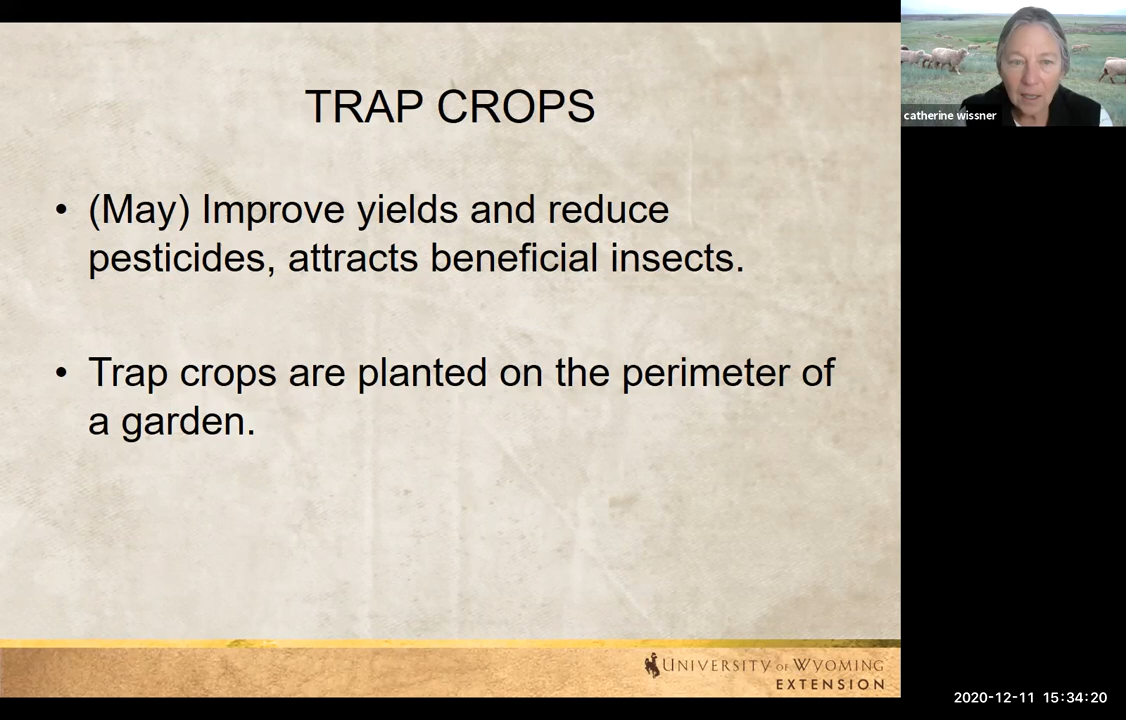 TRAP CROPS
• (May) Improve yields and reduce
pesticides, attracts beneficial insects.
• Trap crops are planted on the perimeter of
a garden.
UNIVERSITY OF WYOMING
EXTENSION
catherine wissner
2020-12-11 15:34:20